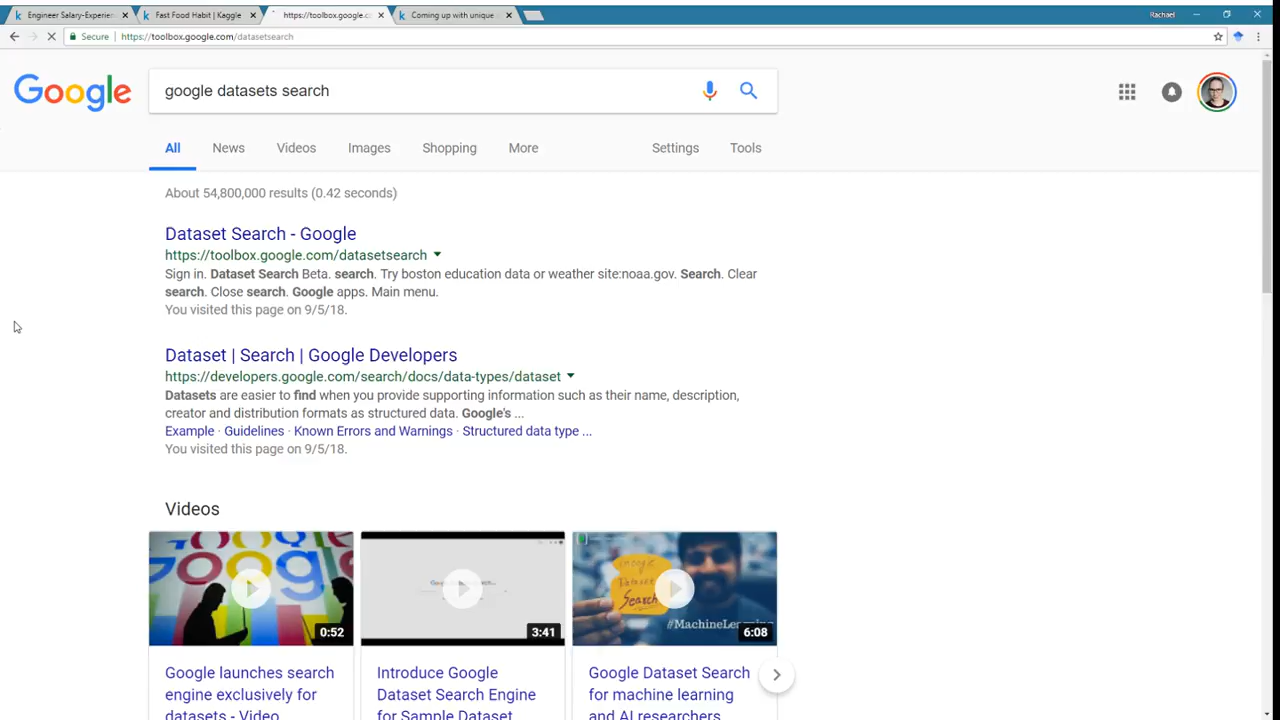 Engineer Salary-Experien
Fast Food Habit | Kaggle
https://toolbox.google.c
Coming up with unique
Rachael
Secure
https://toolbox.google.com/datasetsearch
Google
google datasets search
All
News
Videos
Images
Shopping
More
Settings
Tools
About 54,800,000 results (0.42 seconds)
Dataset Search - Google
https://toolbox.google.com/datasetsearch
Sign in. Dataset Search Beta. search. Try boston education data or weather site:noaa.gov. Search. Clear
search. Close search. Google apps. Main menu.
You visited this page on 9/5/18.
Dataset | Search | Google Developers
https://developers.google.com/search/docs/data-types/dataset
Datasets are easier to find when you provide supporting information such as their name, description,
creator and distribution formats as structured data. Google's ...
Example · Guidelines · Known Errors and Warnings · Structured data type ...
You visited this page on 9/5/18.
Videos
0:52
3:41
Google
Dataset
Search
#MachineLearning
6:08
Google launches search
engine exclusively for
datasets - Video
Introduce Google
Dataset Search Engine
for Sample Dataset
Google Dataset Search
for machine learning
and AI researchers